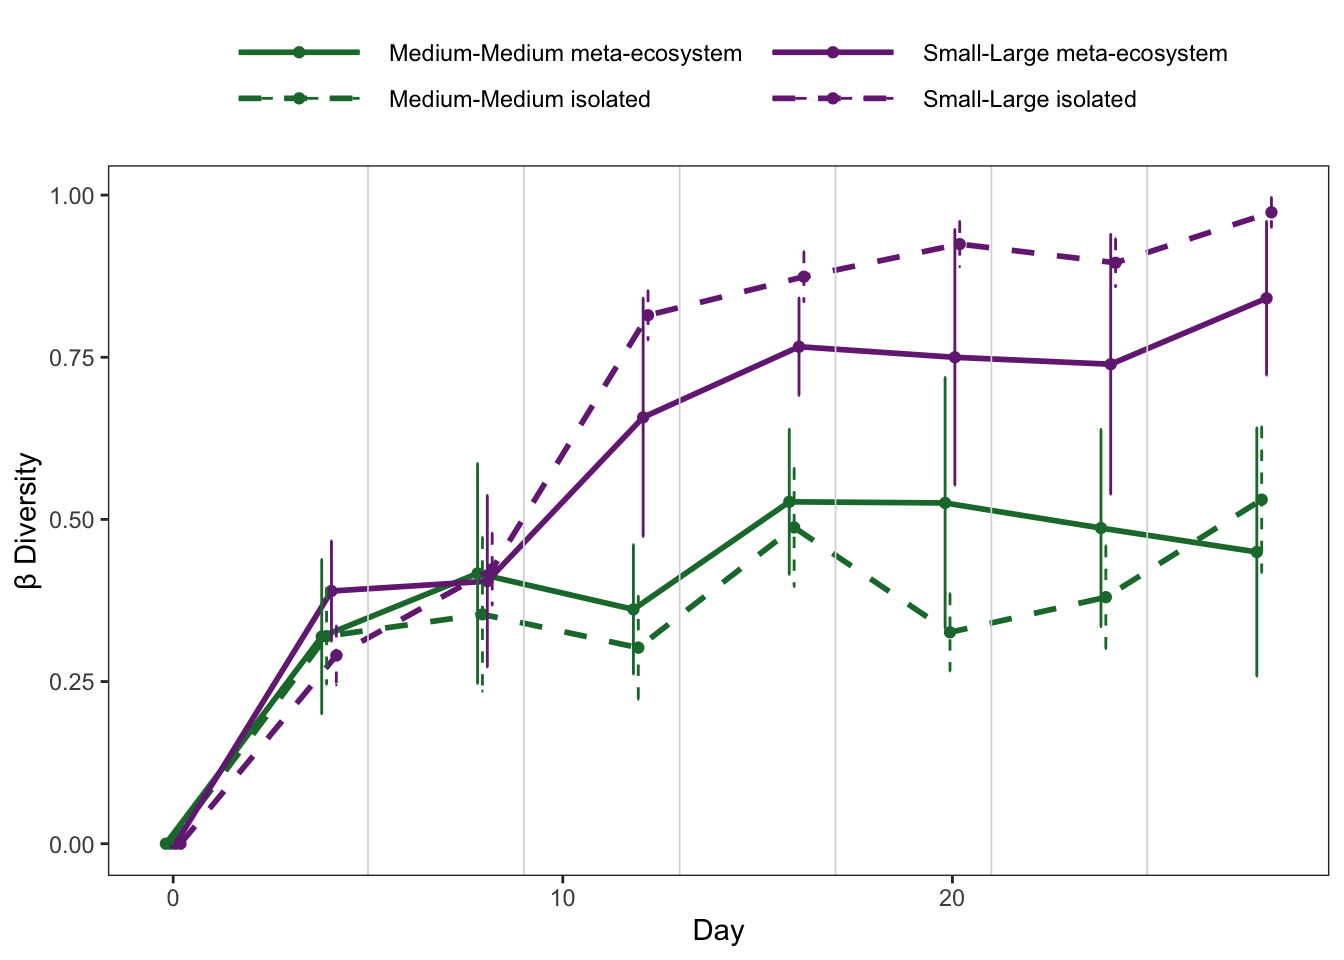 Medium-Medium meta-ecosystem
Small-Large meta-ecosystem
Medium-Medium isolated
Small-Large isolated
1.00
0.75
0.50
0.25
0.00
β Diversity
0
10
20
Day